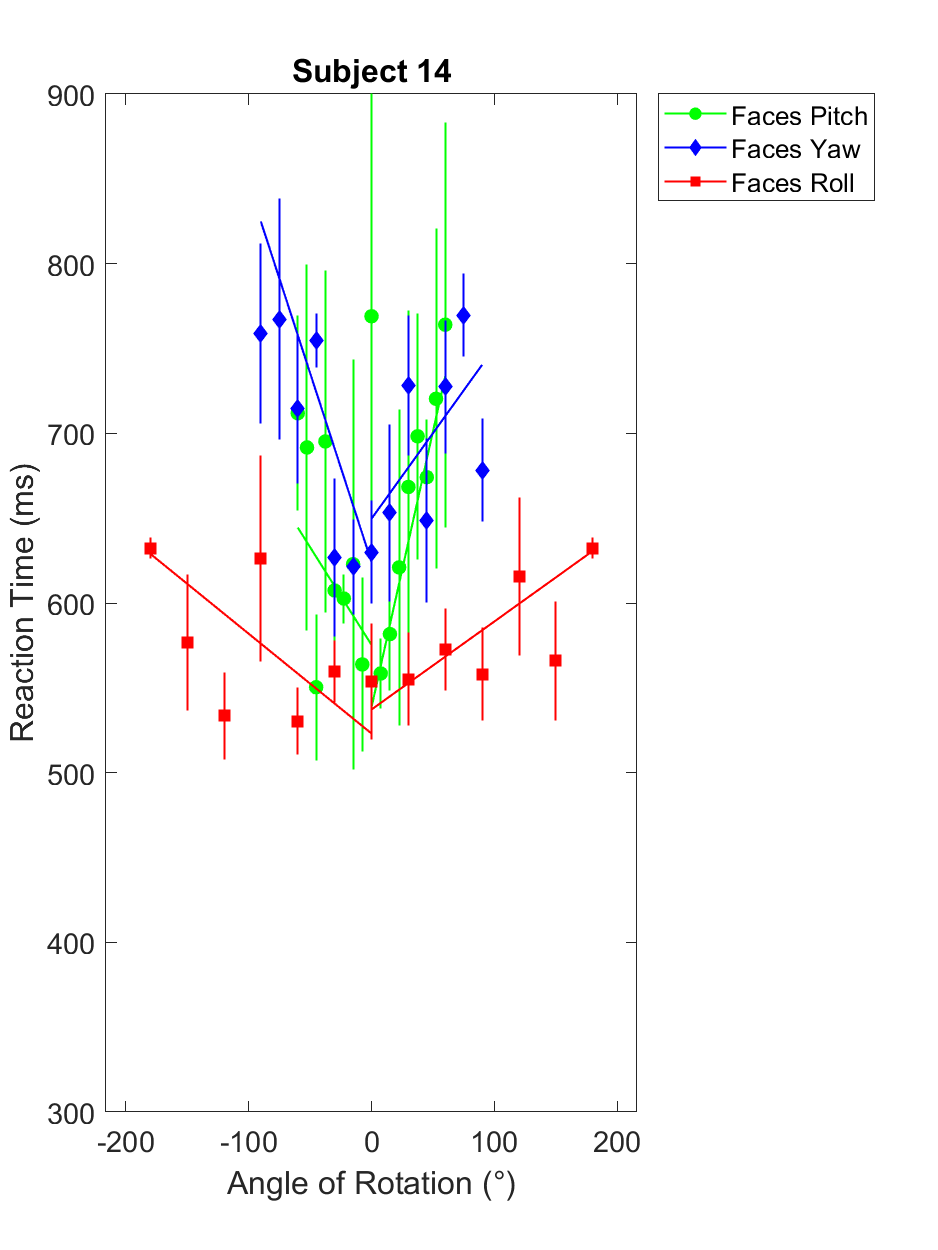 Subject 14
900
800
700
600
500
400
300
Reaction Time (ms)
-200 -100 0 100 200
Angle of Rotation (°)
Faces Pitch
Faces Yaw
Faces Roll